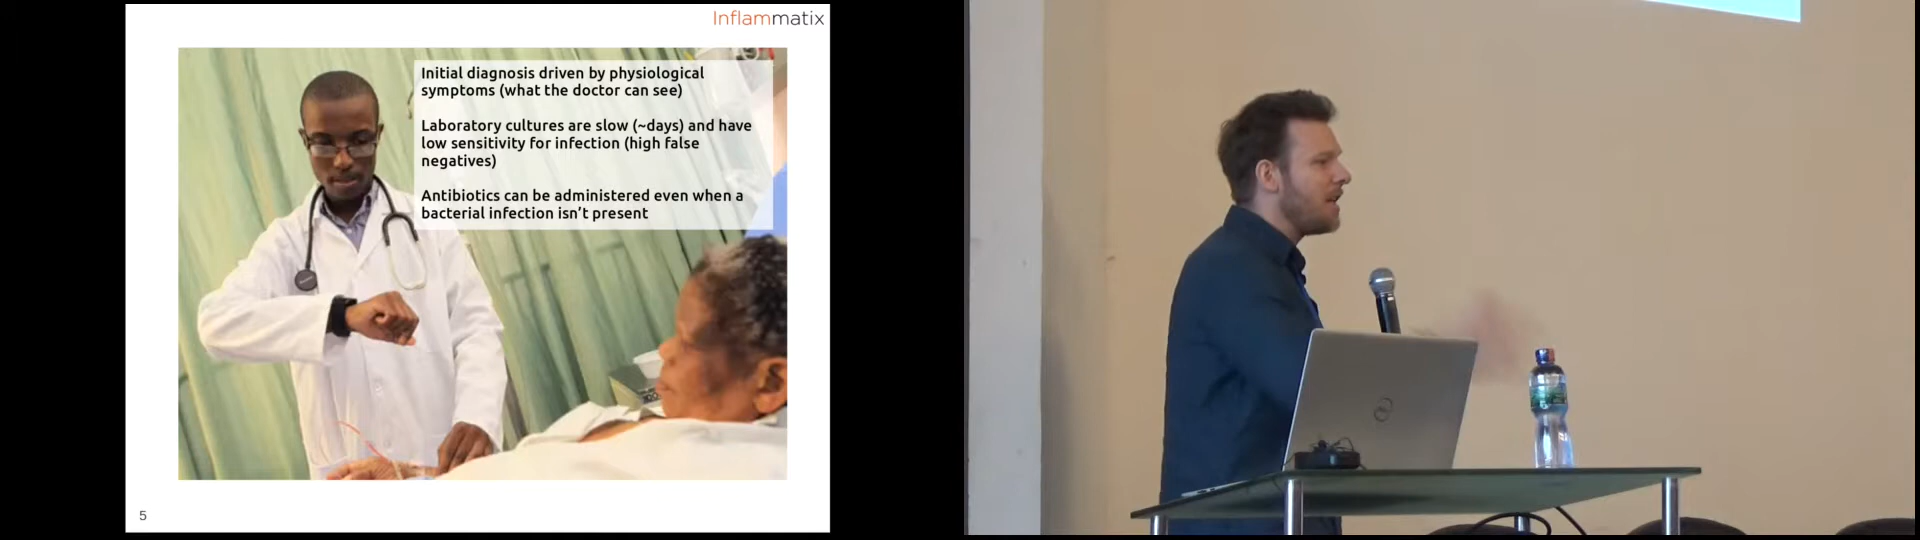 Inflammatix
Initial diagnosis driven by physiological
symptoms (what the doctor can see)
Laboratory cultures are slow (~days) and have
low sensitivity for infection (high false
negatives)
Antibiotics can be administered even when a
bacterial infection isn't present
5